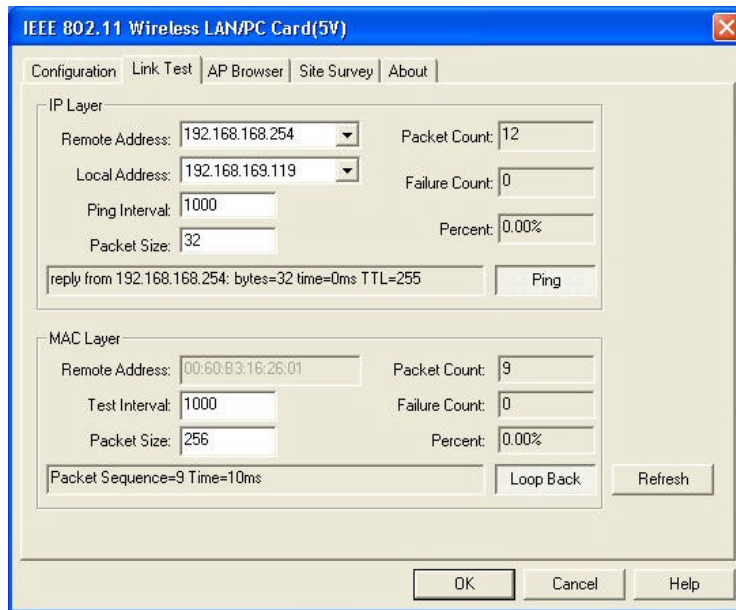 IEEE 802.11 Wireless LAN/PC Card(5V)
Configuration Link Test AP Browser Site Survey About
IP Layer
Remote Address: 192.168.168.254 Packet Count: 12
Local Address: 192.168.169.119 Failure Count: 0
Ping Interval: 1000 Percent: 0.00%
Packet Size: 32
reply from 192.168.168.254: bytes=32 time=0ms TTL=255 Ping
MAC Layer
Remote Address: 00:60:B3:16:26:01 Packet Count: 9
Test Interval: 1000 Failure Count: 0
Packet Size: 256 Percent: 0.00%
Packet Sequence=9 Time=10ms Loop Back Refresh
OK Cancel Help